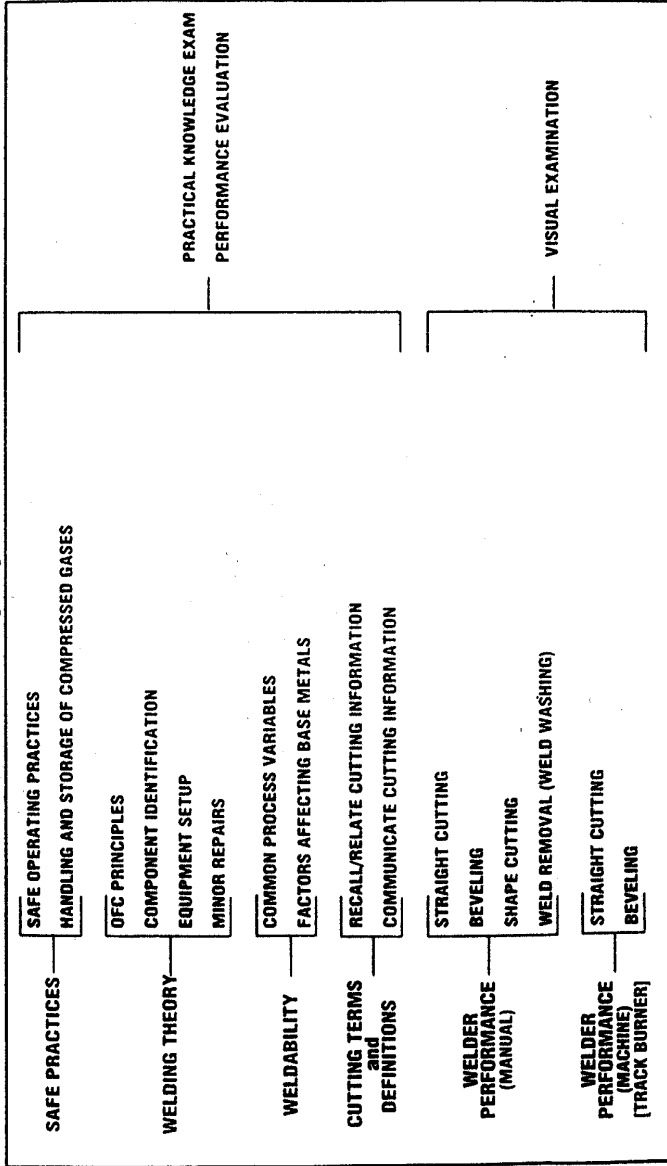 SAFE PRACTICES
SAFE OPERATING PRACTICES
HANDLING AND STORAGE OF COMPRESSED GASES
WELDING THEORY
OFC PRINCIPLES
COMPONENT IDENTIFICATION
EQUIPMENT SETUP
MINOR REPAIRS
WELDABILITY
COMMON PROCESS VARIABLES
FACTORS AFFECTING BASE METALS
CUTTING TERMS
and
DEFINITIONS
RECALL/RELATE CUTTING INFORMATION
COMMUNICATE CUTTING INFORMATION
PRACTICAL KNOWLEDGE EXAM
PERFORMANCE EVALUATION
WELDER
PERFORMANCE
(MANUAL)
STRAIGHT CUTTING
BEVELING
SHAPE CUTTING
WELD REMOVAL (WELD WASHING)
WELDER
PERFORMANCE
(MACHINE)
[TRACK BURNER]
STRAIGHT CUTTING
BEVELING
VISUAL EXAMINATION